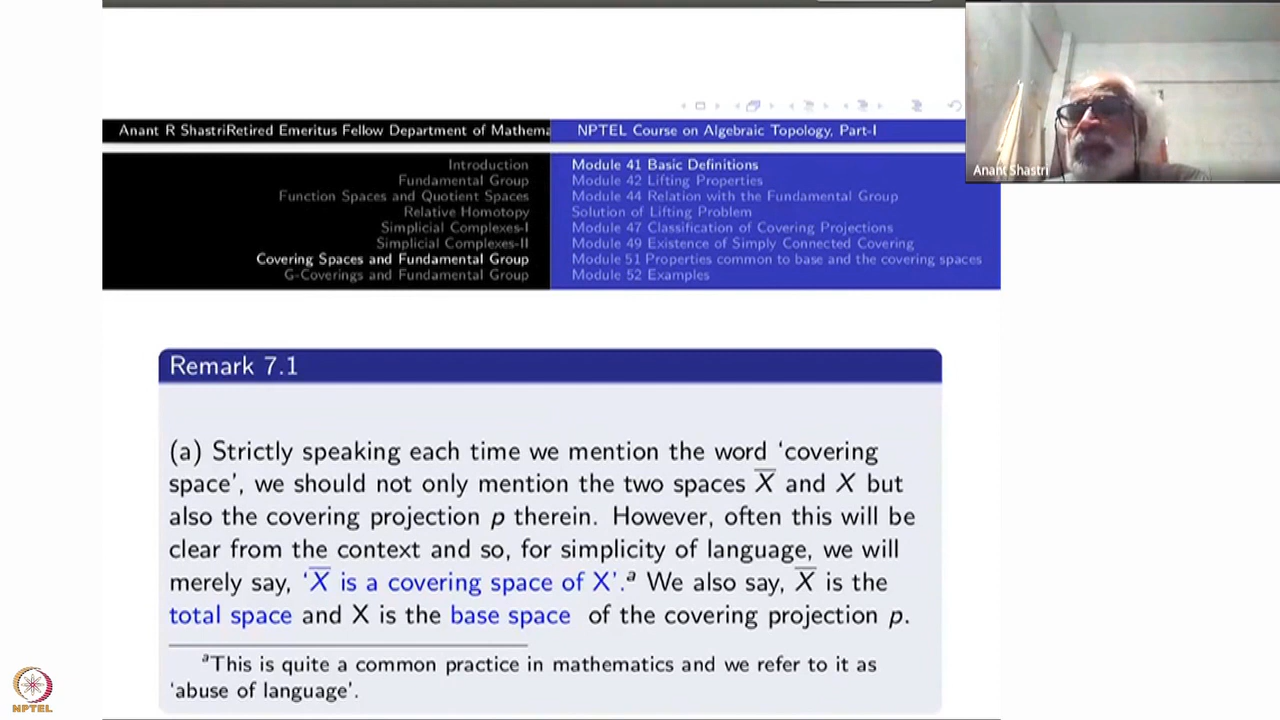 Anant R ShastriRetired Emeritus Fellow Department of Mathema
NPTEL Course on Algebraic Topology, Part-I
Introduction
Fundamental Group
Function Spaces and Quotient Spaces
Relative Homotopy
Simplicial Complexes-I
Simplicial Complexes-II
Covering Spaces and Fundamental Group
G-Coverings and Fundamental Group
Module 41 Basic Definitions
Module 42 Lifting Properties
Module 44 Relation with the Fundamental Group
Solution of Lifting Problem
Module 47 Classification of Covering Projections
Module 49 Existence of Simply Connected Covering
Module 51 Properties common to base and the covering spaces
Module 52 Examples
Anant Shastri
Remark 7.1
(a) Strictly speaking each time we mention the word ‘covering
space’, we should not only mention the two spaces X̅ and X but
also the covering projection p therein. However, often this will be
clear from the context and so, for simplicity of language, we will
merely say, ‘X̅ is a covering space of X’.ᵃ We also say, X̅ is the
total space and X is the base space of the covering projection p.
ᵃThis is quite a common practice in mathematics and we refer to it as
‘abuse of language’.
NPTEL